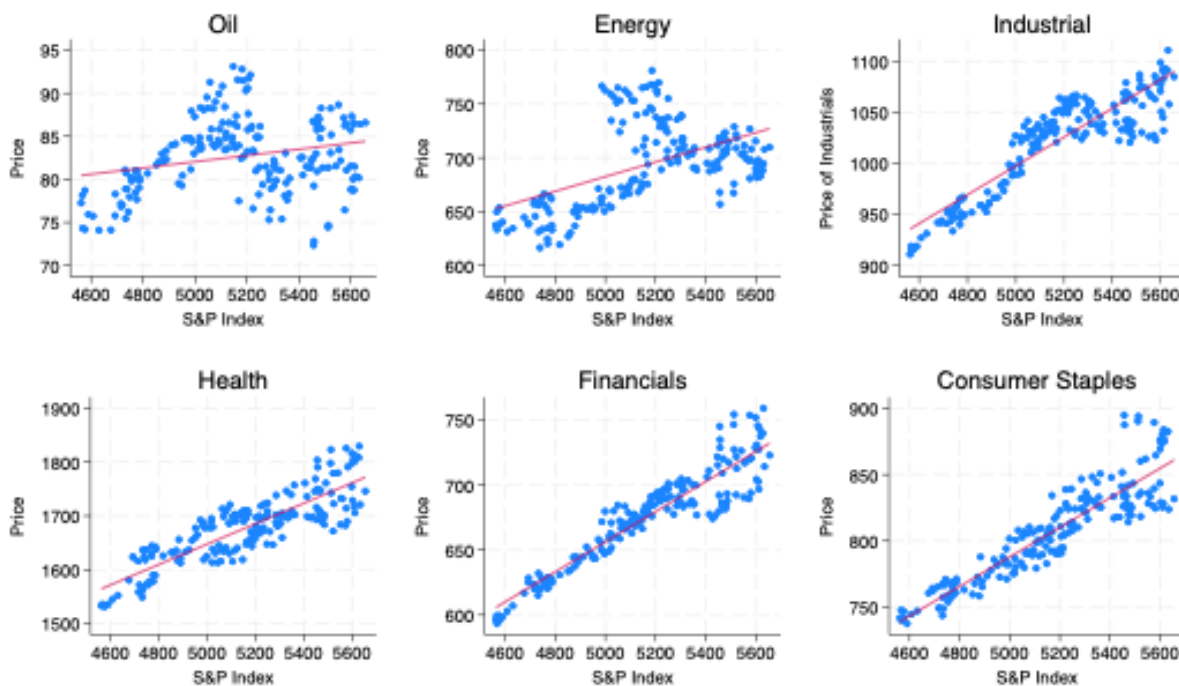 Oil
95
90
85
80
75
70
Price
4600 4800 5000 5200 5400 5600
S&P Index
Energy
800
750
700
650
600
Price
4600 4800 5000 5200 5400 5600
S&P Index
Industrial
1100
1050
1000
950
900
Price of Industrials
4600 4800 5000 5200 5400 5600
S&P Index
Health
1900
1800
1700
1600
1500
Price
4600 4800 5000 5200 5400 5600
S&P Index
Financials
750
700
650
600
Price
4600 4800 5000 5200 5400 5600
S&P Index
Consumer Staples
900
850
800
750
Price
4600 4800 5000 5200 5400 5600
S&P Index